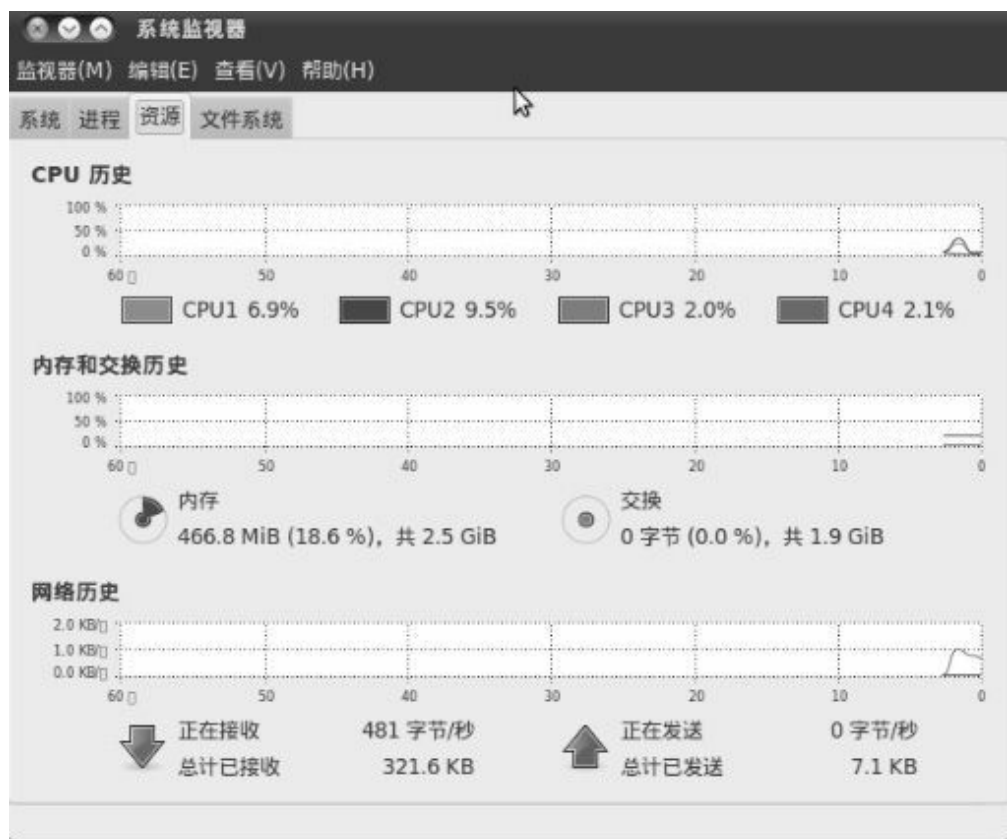 系统监视器
监视器(M) 编辑(E) 查看(V) 帮助(H)
系统 进程 资源 文件系统
CPU 历史
100 %
50 %
0 %
60 50 40 30 20 10 0
CPU1 6.9% CPU2 9.5% CPU3 2.0% CPU4 2.1%
内存和交换历史
100 %
50 %
0 %
60 50 40 30 20 10 0
内存 交换
466.8 MiB (18.6 %), 共 2.5 GiB 0 字节 (0.0 %), 共 1.9 GiB
网络历史
2.0 KB/
1.0 KB/
0.0 KB/
60 50 40 30 20 10 0
正在接收 481 字节/秒 正在发送 0 字节/秒
总计已接收 321.6 KB 总计已发送 7.1 KB